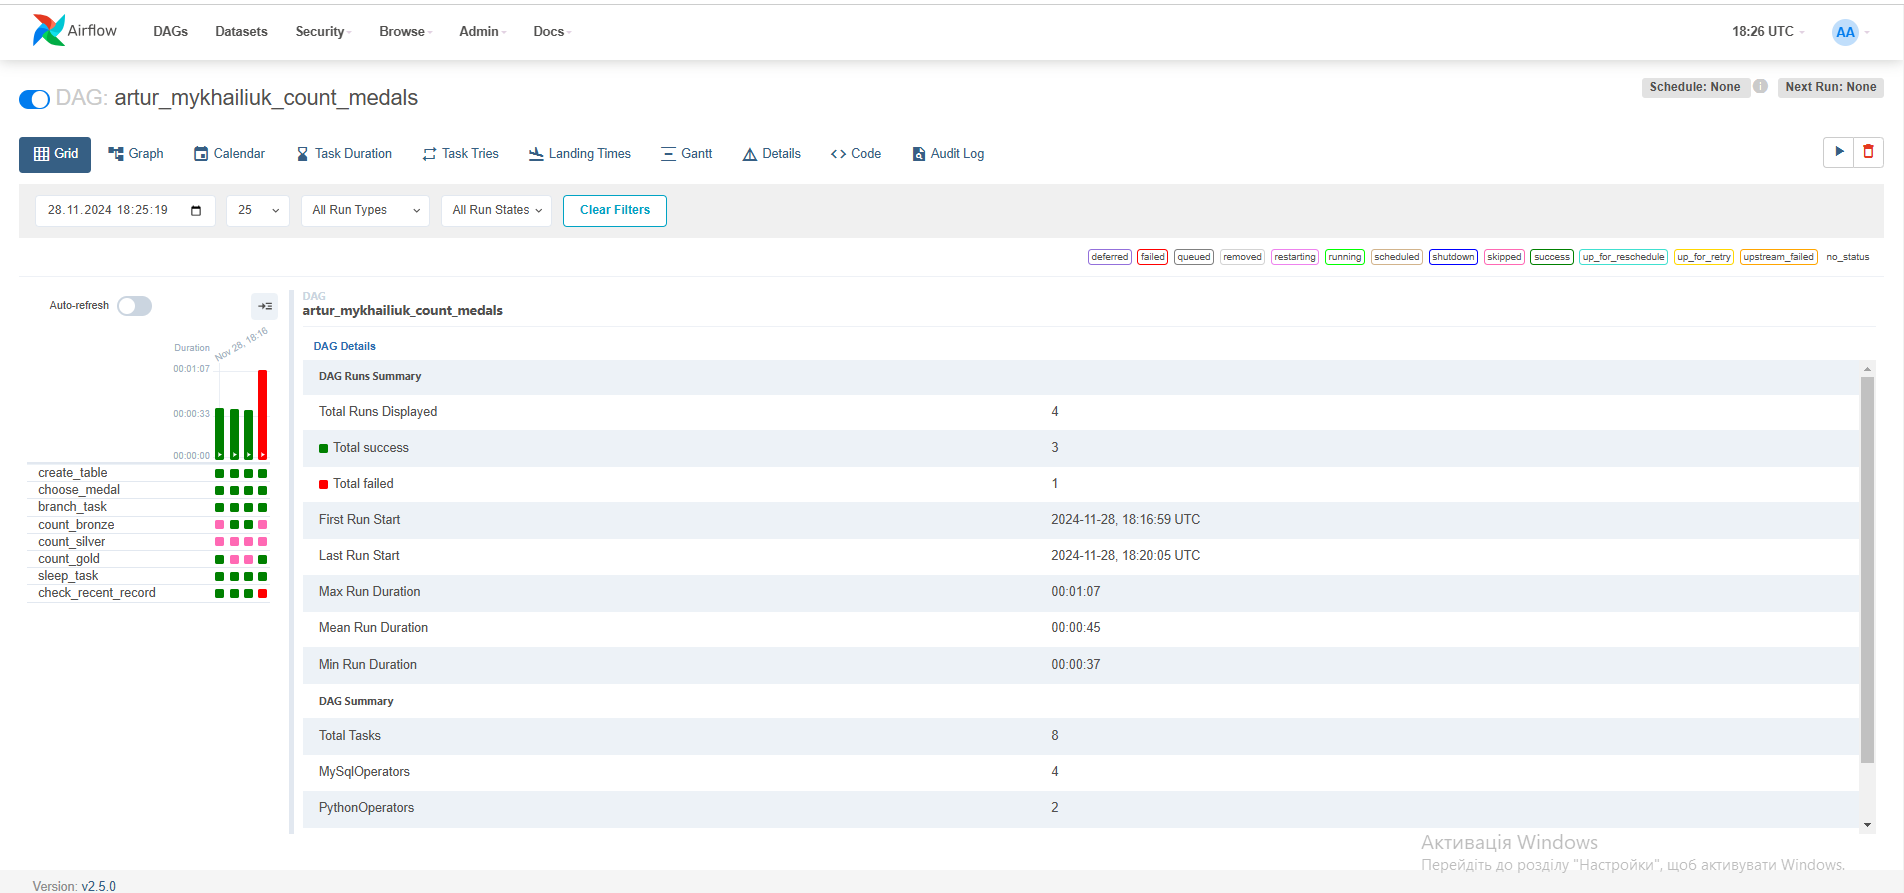 Airflow DAGs Datasets Security Browse Admin Docs 18:26 UTC AA
DAG: artur_mykhailiuk_count_medals Schedule: None Next Run: None
Grid Graph Calendar Task Duration Task Tries Landing Times Gantt Details Code Audit Log
28.11.2024 18:25:19 25 All Run Types All Run States Clear Filters
deferred failed queued removed restarting running scheduled shutdown skipped success up_for_reschedule up_for_retry upstream_failed no_status
Auto-refresh
Duration
Nov 28, 18:16
00:01:07
00:00:33
00:00:00
create_table
choose_medal
branch_task
count_bronze
count_silver
count_gold
sleep_task
check_recent_record
DAG
artur_mykhailiuk_count_medals
DAG Details
DAG Runs Summary
Total Runs Displayed 4
Total success 3
Total failed 1
First Run Start 2024-11-28, 18:16:59 UTC
Last Run Start 2024-11-28, 18:20:05 UTC
Max Run Duration 00:01:07
Mean Run Duration 00:00:45
Min Run Duration 00:00:37
DAG Summary
Total Tasks 8
MySqlOperators 4
PythonOperators 2
Активація Windows
Перейдіть до розділу "Настройки", щоб активувати Windows.
Version: v2.5.0